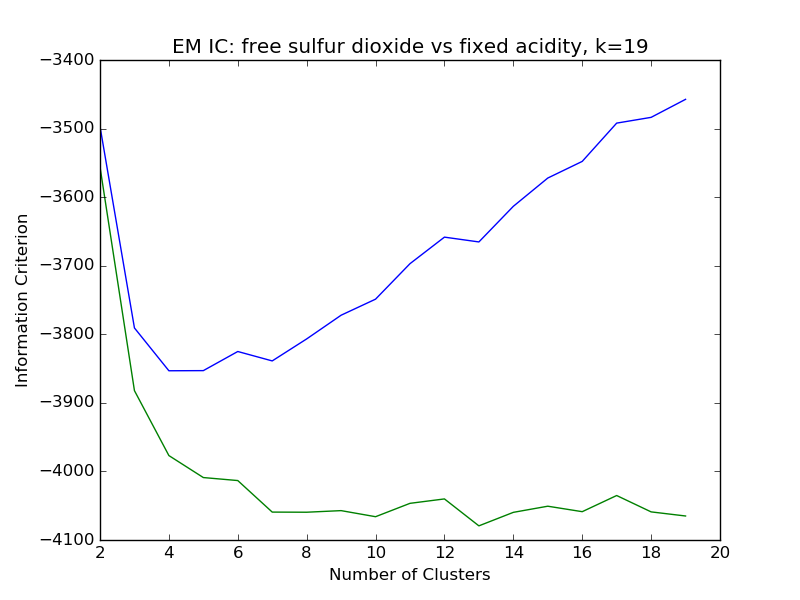 EM IC: free sulfur dioxide vs fixed acidity, k=19
−3400
−3500
−3600
−3700
−3800
−3900
−4000
−4100
Information Criterion
2 4 6 8 10 12 14 16 18 20
Number of Clusters